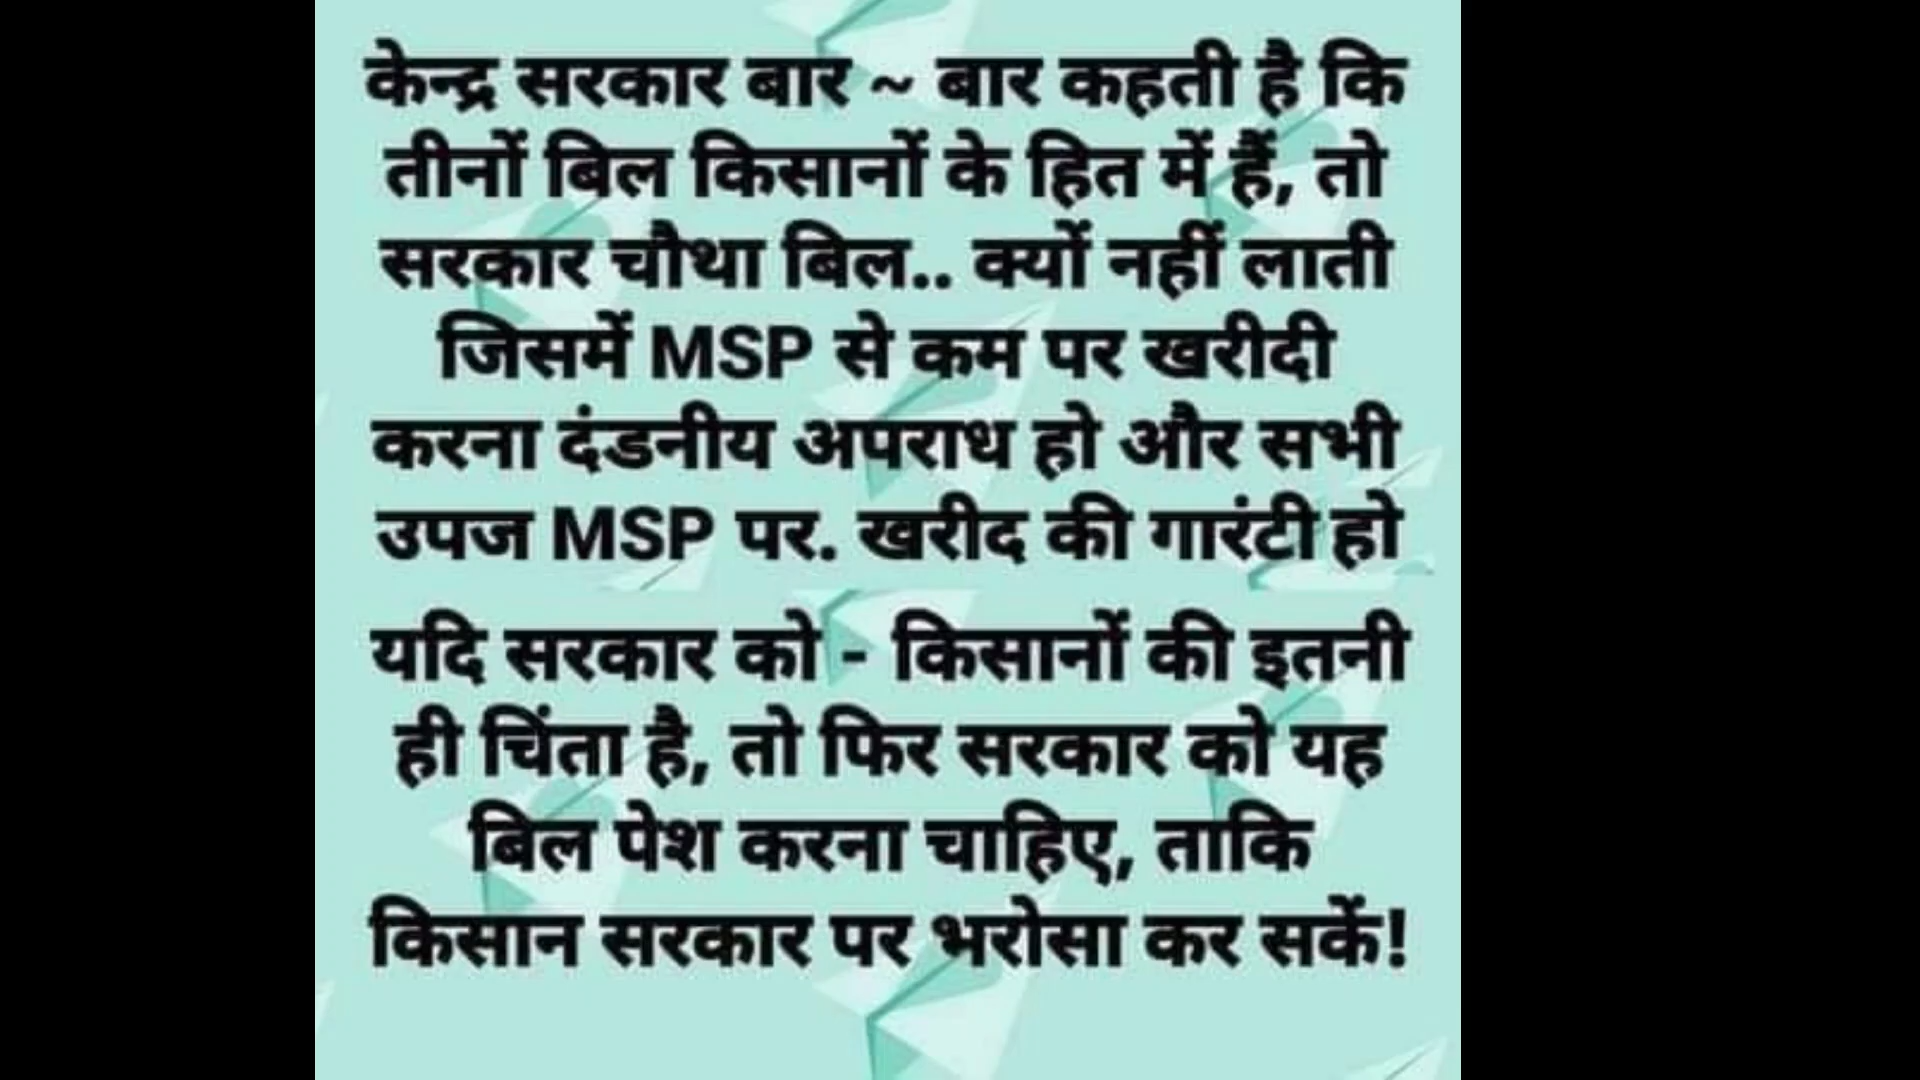 केन्द्र सरकार बार ~ बार कहती है कि
तीनों बिल किसानों के हित में हैं, तो
सरकार चौथा बिल.. क्यों नहीं लाती
जिसमें MSP से कम पर खरीदी
करना दंडनीय अपराध हो और सभी
उपज MSP पर. खरीद की गारंटी हो
यदि सरकार को - किसानों की इतनी
ही चिंता है, तो फिर सरकार को यह
बिल पेश करना चाहिए, ताकि
किसान सरकार पर भरोसा कर सकें!